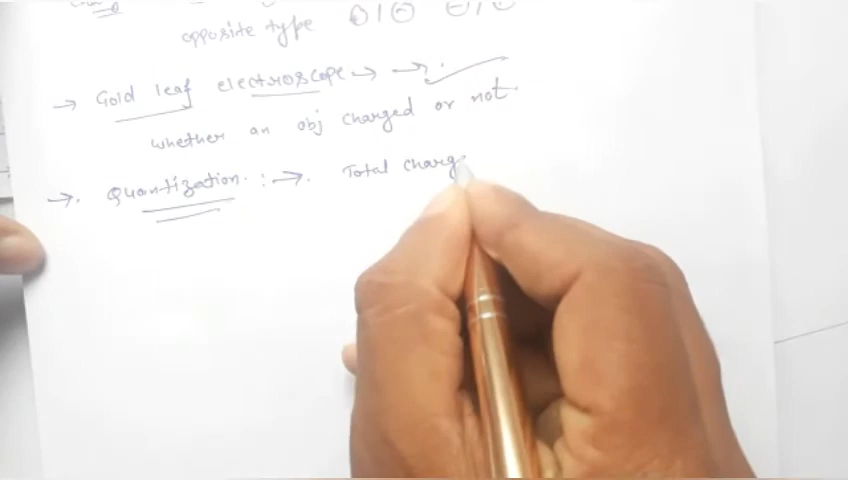 opposite type
→ Gold leaf electroscope → →
whether an obj charged or not.
→ Quantization : → Total charg